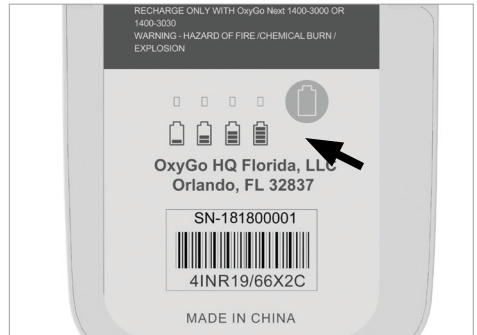 RECHARGE ONLY WITH OxyGo Next 1400-3000 OR
1400-3030
WARNING - HAZARD OF FIRE /CHEMICAL BURN /
EXPLOSION
OxyGo HQ Florida, LLC
Orlando, FL 32837
SN-181800001
4INR19/66X2C
MADE IN CHINA